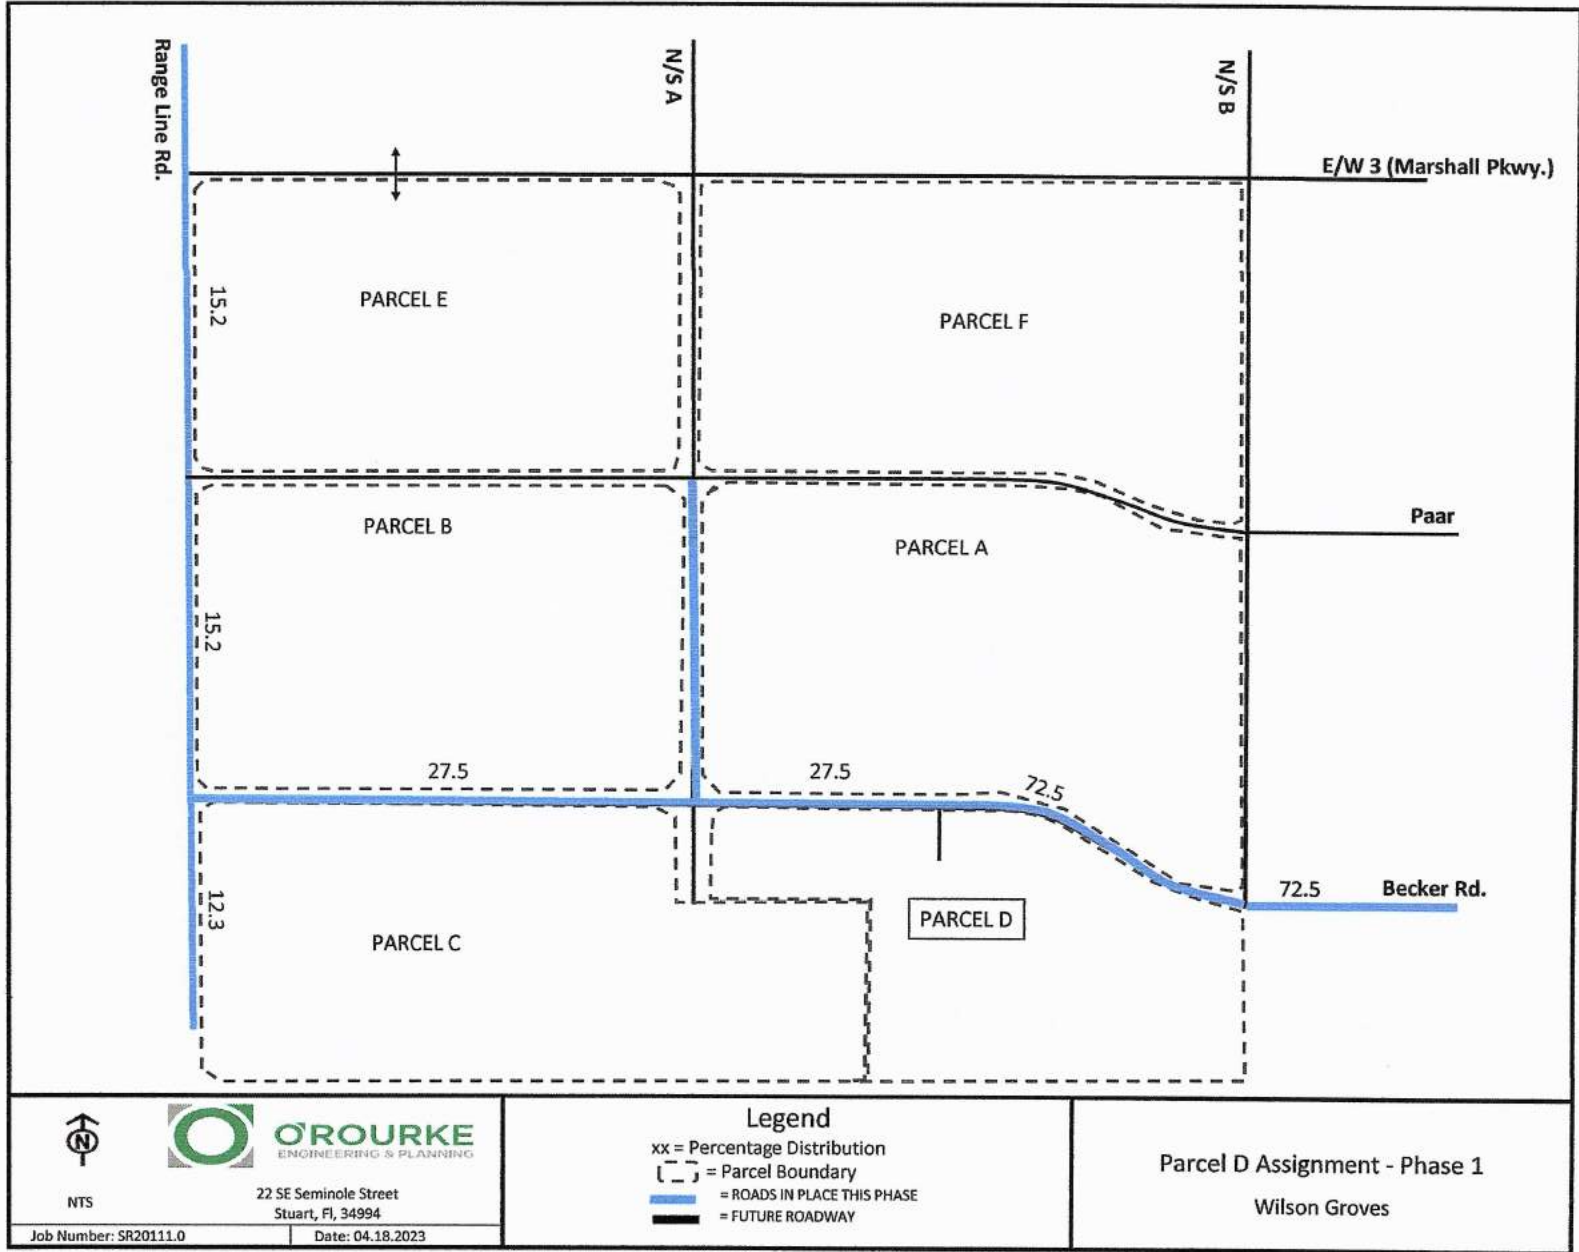 Range Line Rd.
N/S A
N/S B
E/W 3 (Marshall Pkwy.)
15.2
PARCEL E
PARCEL F
PARCEL B
Paar
PARCEL A
15.2
27.5
27.5
72.5
12.3
PARCEL C
PARCEL D
72.5
Becker Rd.
N
NTS
O'ROURKE
ENGINEERING & PLANNING
22 SE Seminole Street
Stuart, Fl, 34994
Job Number: SR20111.0
Date: 04.18.2023
Legend
xx = Percentage Distribution
= Parcel Boundary
= ROADS IN PLACE THIS PHASE
= FUTURE ROADWAY
Parcel D Assignment - Phase 1
Wilson Groves